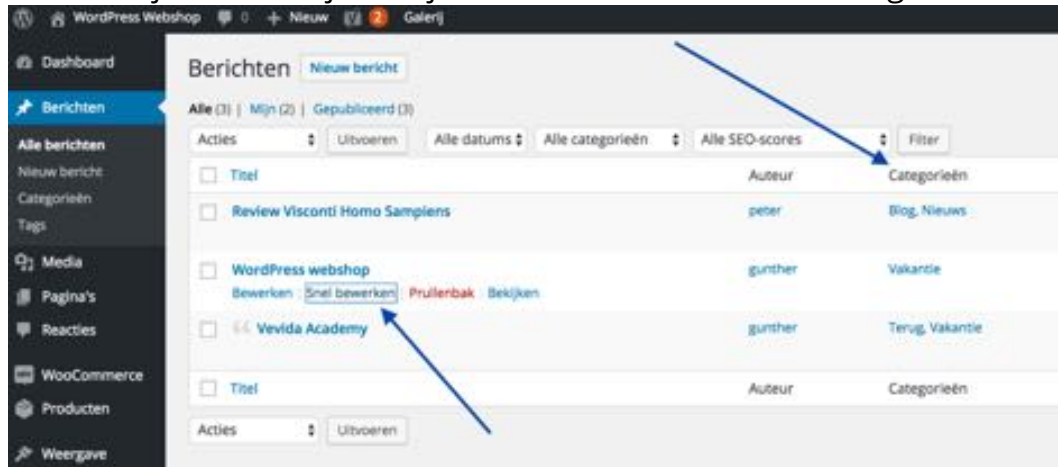 WordPress Webshop 0 + Nieuw 2 Galerij
Dashboard
Berichten
Alle berichten
Nieuw bericht
Categorieën
Tags
Media
Pagina's
Reacties
WooCommerce
Producten
Weergave
Berichten Nieuw bericht
Alle (3) | Mijn (2) | Gepubliceerd (3)
Acties Uitvoeren Alle datums Alle categorieën Alle SEO-scores Filter
Titel Auteur Categorieën
Review Visconti Homo Sampiens peter Blog, Nieuws
WordPress webshop gunther Vakantie
Bewerken Snel bewerken Prullenbak Bekijken
Vevida Academy gunther Terug, Vakantie
Titel Auteur Categorieën
Acties Uitvoeren